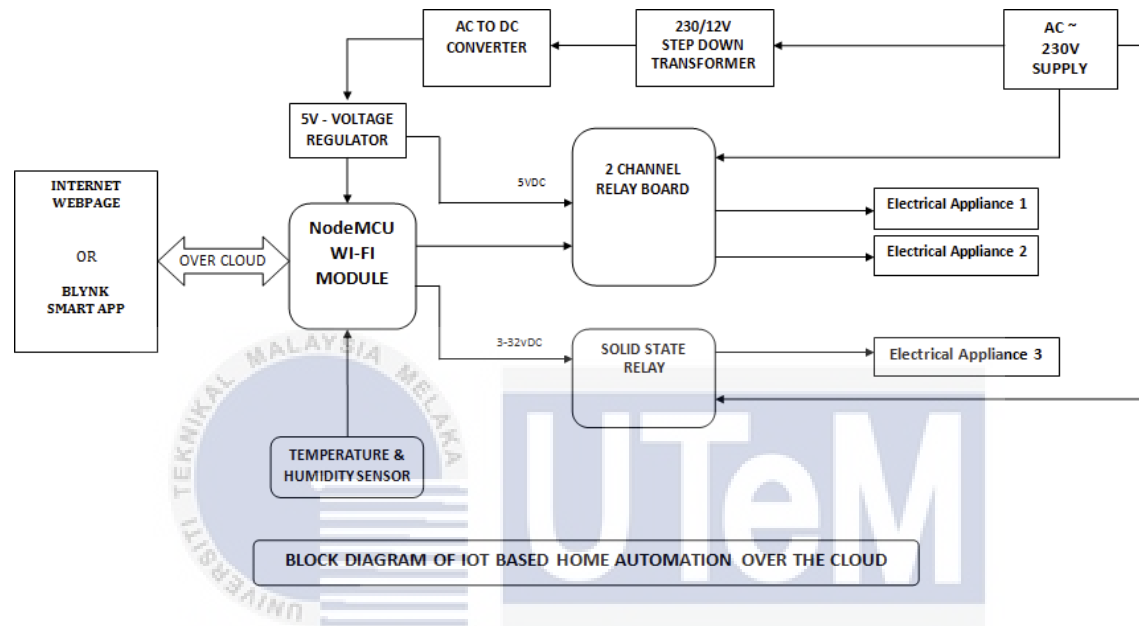 AC TO DC
CONVERTER
230/12V
STEP DOWN
TRANSFORMER
AC ~
230V
SUPPLY
5V - VOLTAGE
REGULATOR
2 CHANNEL
RELAY BOARD
5VDC
INTERNET
WEBPAGE
OR
BLYNK
SMART APP
OVER CLOUD
NodeMCU
WI-FI
MODULE
Electrical Appliance 1
Electrical Appliance 2
3-32vDC
SOLID STATE
RELAY
Electrical Appliance 3
TEMPERATURE &
HUMIDITY SENSOR
UNIVERSITI TEKNIKAL MALAYSIA MELAKA
UTeM
BLOCK DIAGRAM OF IOT BASED HOME AUTOMATION OVER THE CLOUD